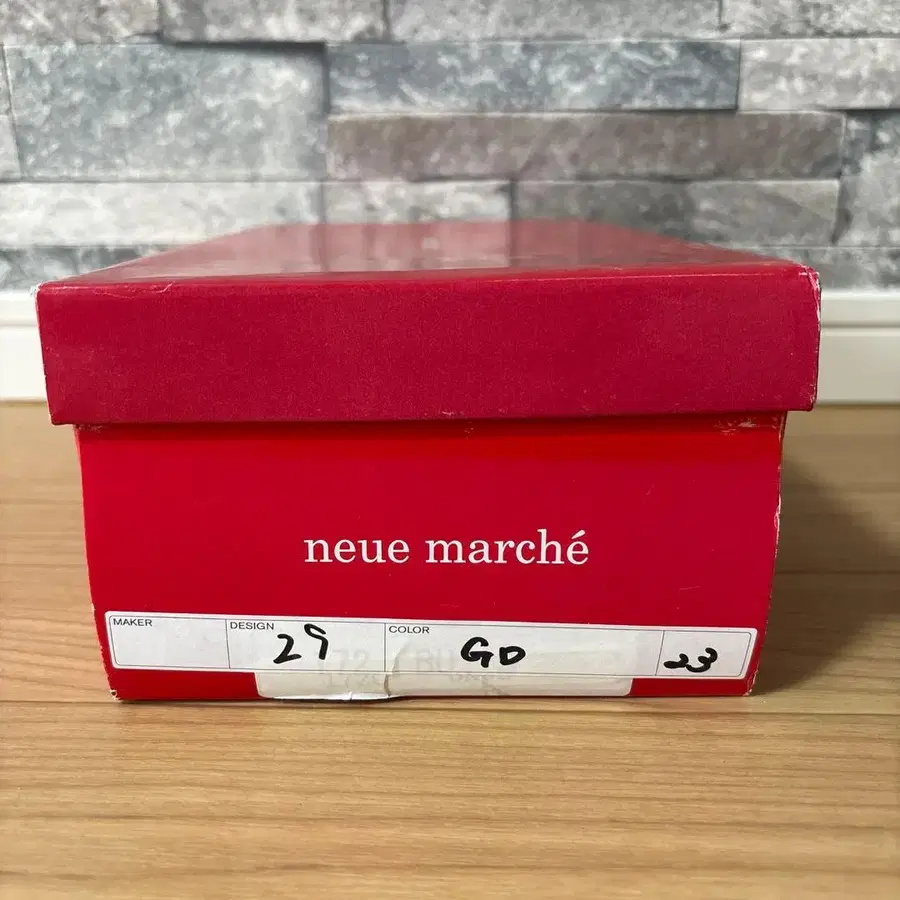 neue marché
MAKER DESIGN 29 COLOR GD 23